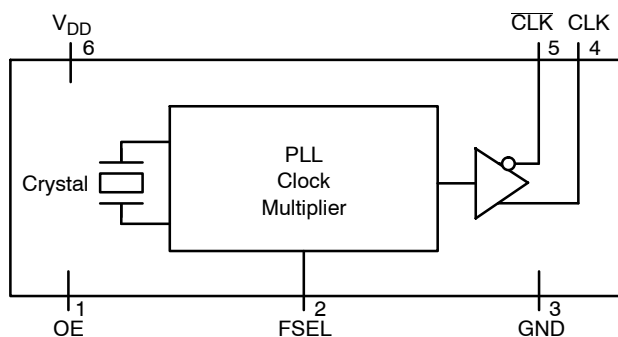 VDD
CLK CLK
6
5 4
Crystal
PLL
Clock
Multiplier
1
2
3
OE
FSEL
GND